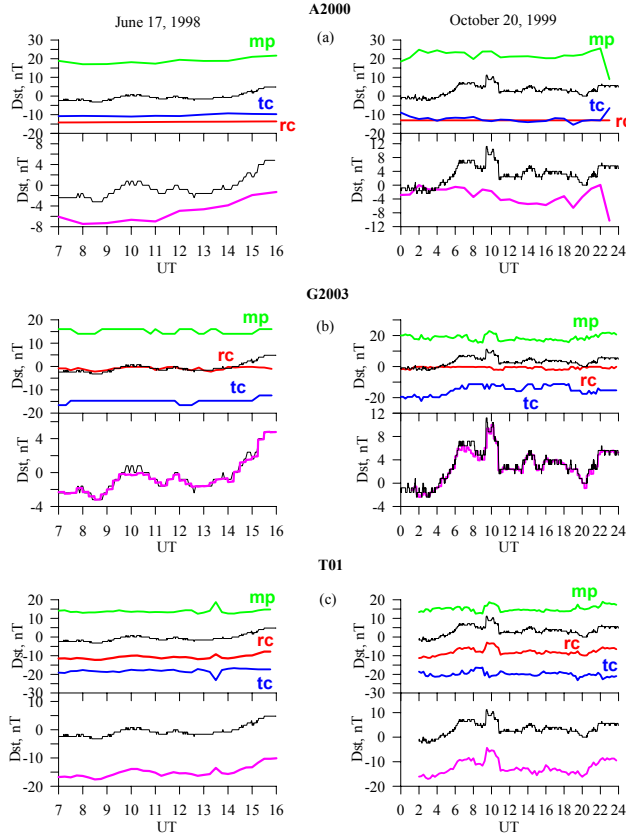 A2000
June 17, 1998
(a)
October 20, 1999
Dst, nT
30
20
10
0
-10
-20
mp
tc
rc
Dst, nT
30
20
10
0
-10
-20
mp
tc
rc
Dst, nT
8
4
0
-4
-8
7 8 9 10 11 12 13 14 15 16
UT
Dst, nT
12
8
4
0
-4
-8
-12
0 2 4 6 8 10 12 14 16 18 20 22 24
UT
G2003
(b)
Dst, nT
20
10
0
-10
-20
mp
rc
tc
Dst, nT
20
0
-20
mp
rc
tc
Dst, nT
4
0
-4
7 8 9 10 11 12 13 14 15 16
UT
Dst, nT
12
8
4
0
-4
0 2 4 6 8 10 12 14 16 18 20 22 24
UT
T01
(c)
Dst, nT
20
10
0
-10
-20
-30
mp
rc
tc
Dst, nT
20
10
0
-10
-20
-30
mp
rc
tc
Dst, nT
10
0
-10
-20
7 8 9 10 11 12 13 14 15 16
UT
Dst, nT
10
0
-10
-20
0 2 4 6 8 10 12 14 16 18 20 22 24
UT